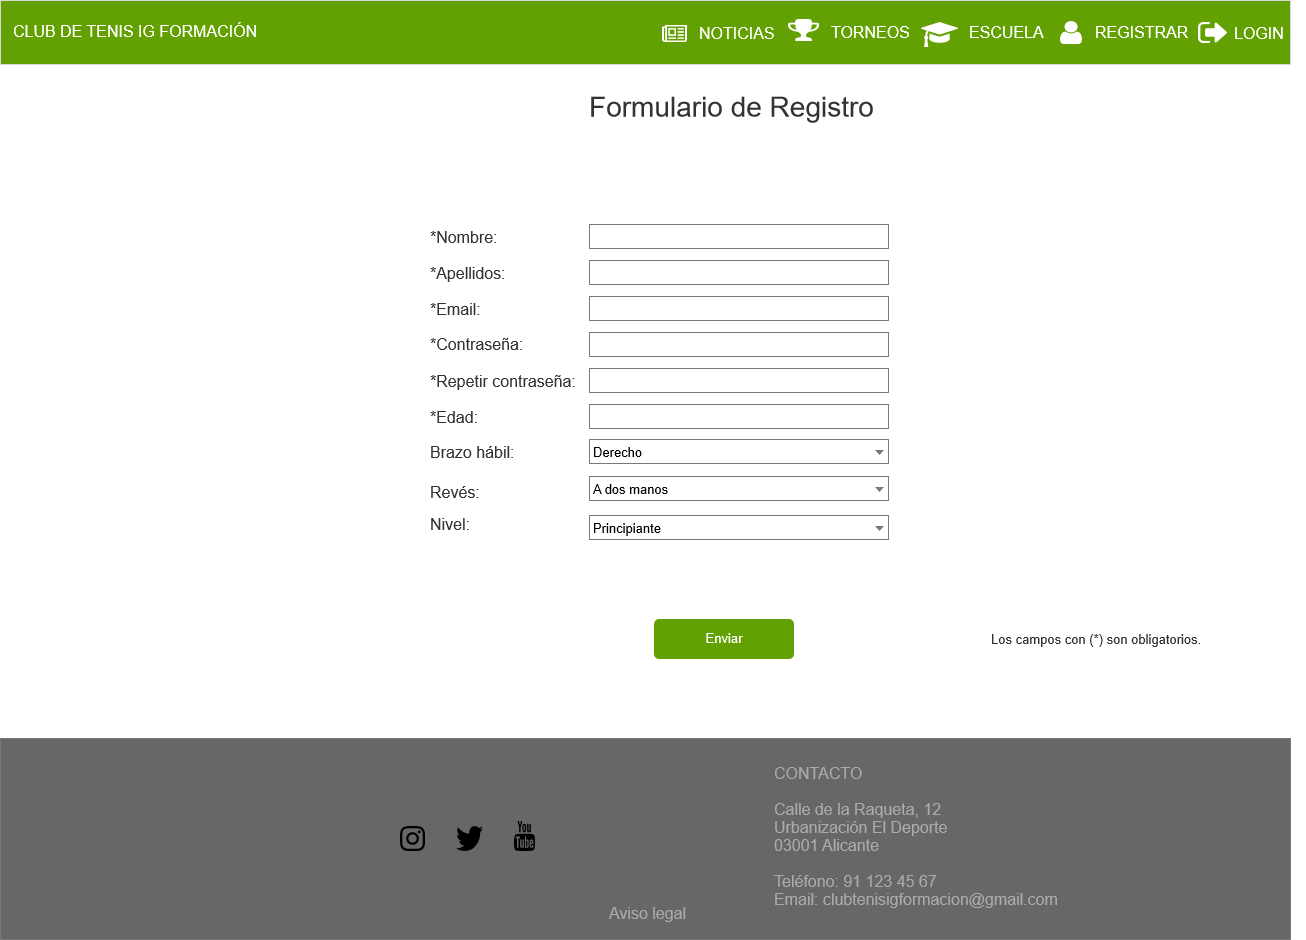 CLUB DE TENIS IG FORMACIÓN
NOTICIAS
TORNEOS
ESCUELA
REGISTRAR
LOGIN
Formulario de Registro
*Nombre:
*Apellidos:
*Email:
*Contraseña:
*Repetir contraseña:
*Edad:
Brazo hábil: Derecho
Revés: A dos manos
Nivel: Principiante
Enviar
Los campos con (*) son obligatorios.
CONTACTO
Calle de la Raqueta, 12
Urbanización El Deporte
03001 Alicante
You
Tube
Teléfono: 91 123 45 67
Email: clubtenisigformacion@gmail.com
Aviso legal